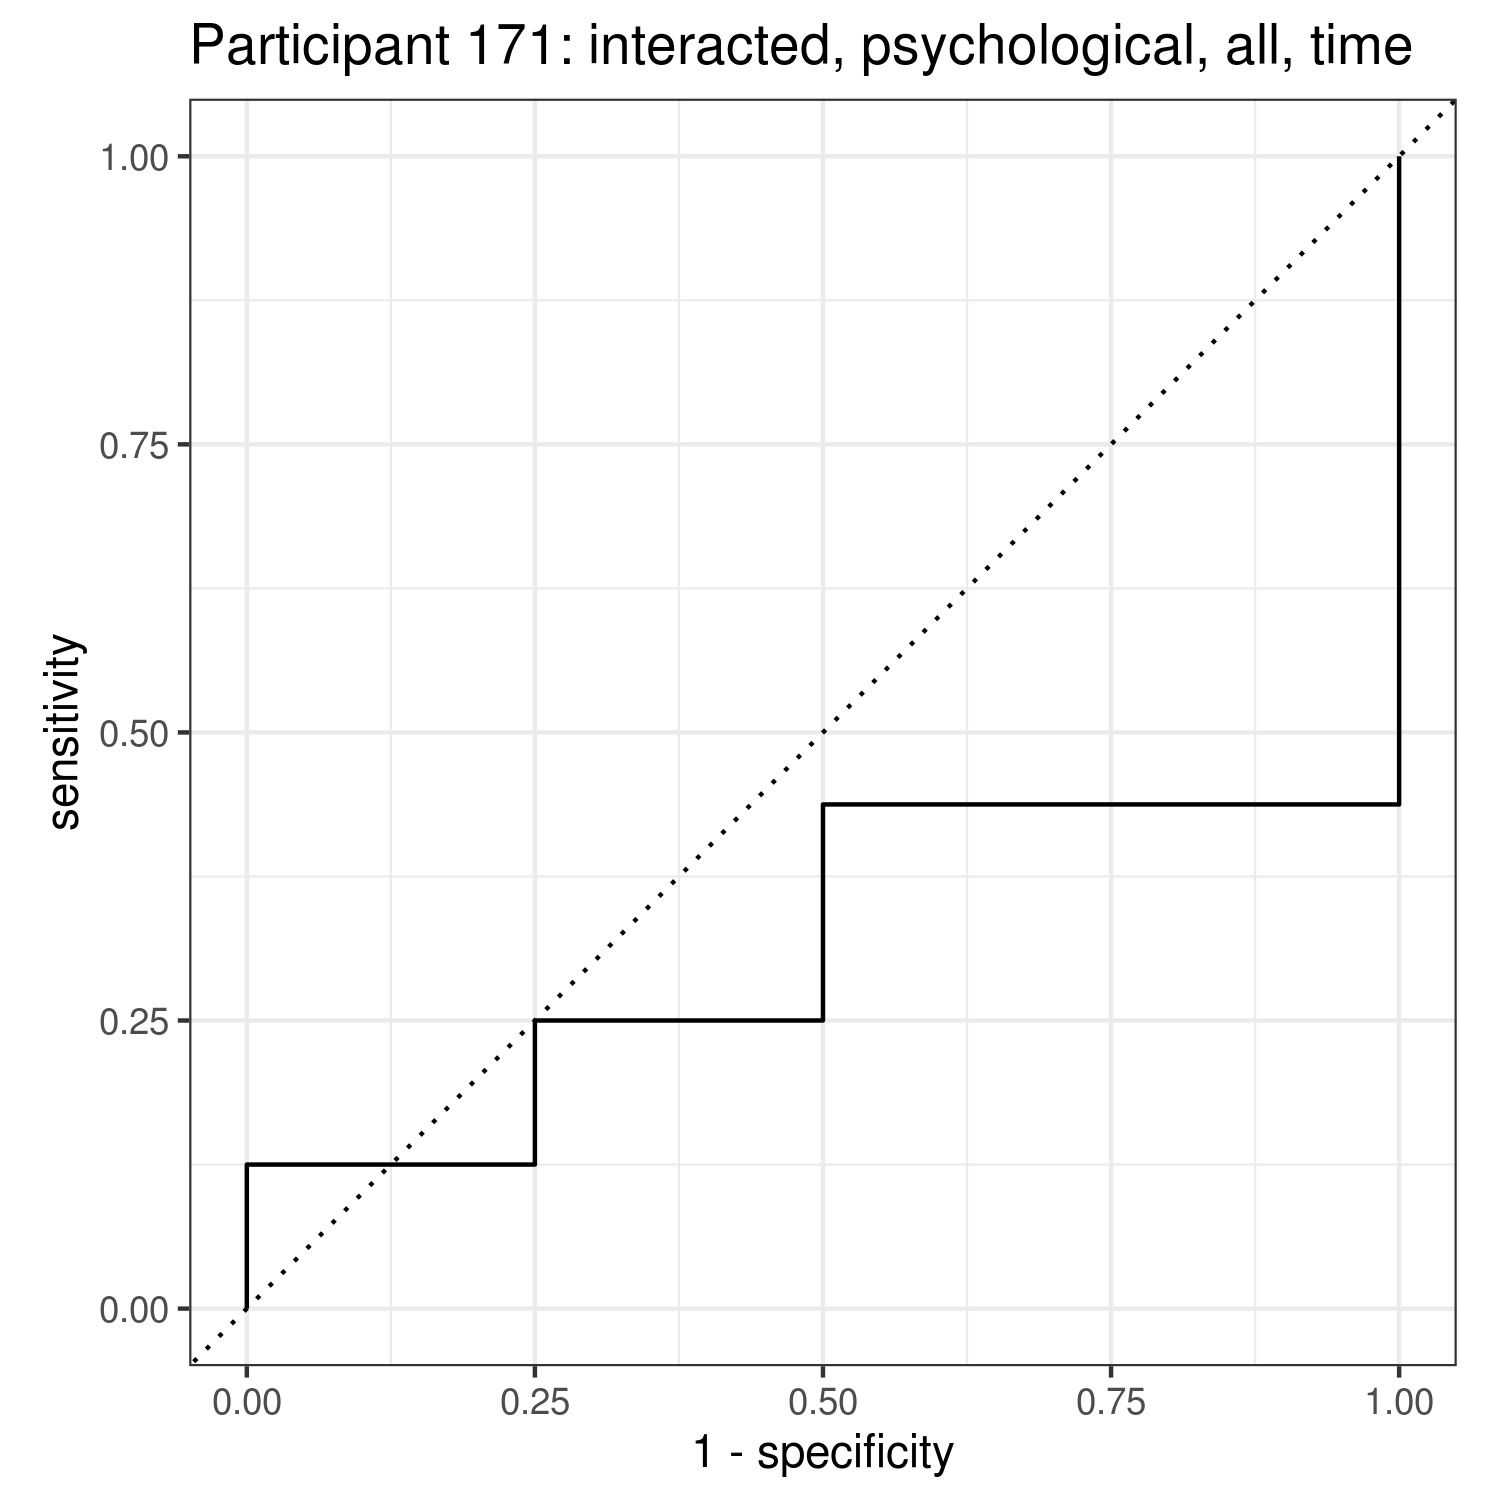 Participant 171: interacted, psychological, all, time
1.00
0.75
0.50
0.25
0.00
sensitivity
0.00 0.25 0.50 0.75 1.00
1 - specificity